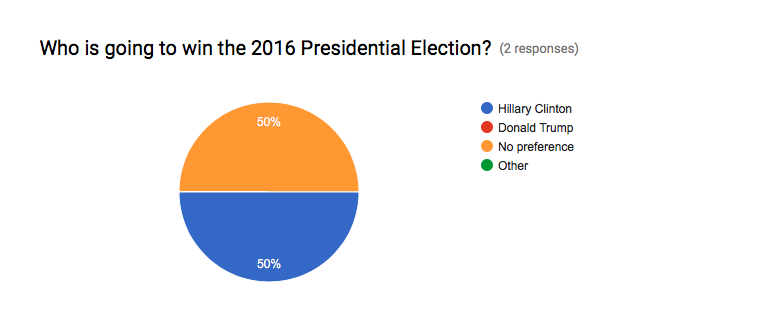 Who is going to win the 2016 Presidential Election? (2 responses)
50%
50%
Hillary Clinton
Donald Trump
No preference
Other